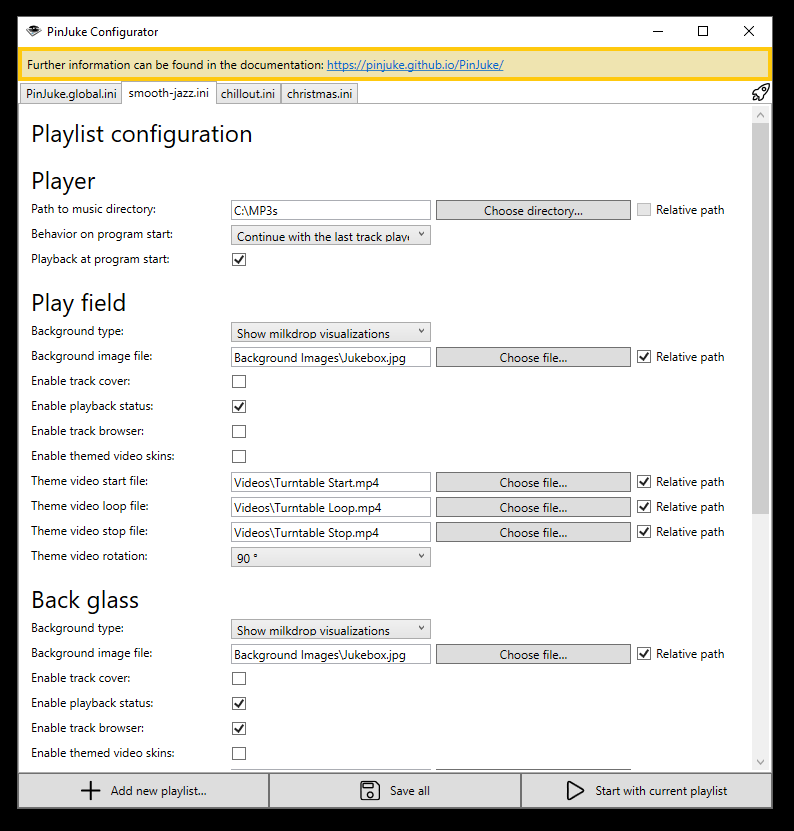 PinJuke Configurator
Further information can be found in the documentation: https://pinjuke.github.io/PinJuke/
PinJuke.global.ini smooth-jazz.ini chillout.ini christmas.ini
Playlist configuration
Player
Path to music directory: C:\MP3s Choose directory... Relative path
Behavior on program start: Continue with the last track playe
Playback at program start:
Play field
Background type: Show milkdrop visualizations
Background image file: Background Images\Jukebox.jpg Choose file... Relative path
Enable track cover:
Enable playback status:
Enable track browser:
Enable themed video skins:
Theme video start file: Videos\Turntable Start.mp4 Choose file... Relative path
Theme video loop file: Videos\Turntable Loop.mp4 Choose file... Relative path
Theme video stop file: Videos\Turntable Stop.mp4 Choose file... Relative path
Theme video rotation: 90 °
Back glass
Background type: Show milkdrop visualizations
Background image file: Background Images\Jukebox.jpg Choose file... Relative path
Enable track cover:
Enable playback status:
Enable track browser:
Enable themed video skins:
Add new playlist... Save all Start with current playlist